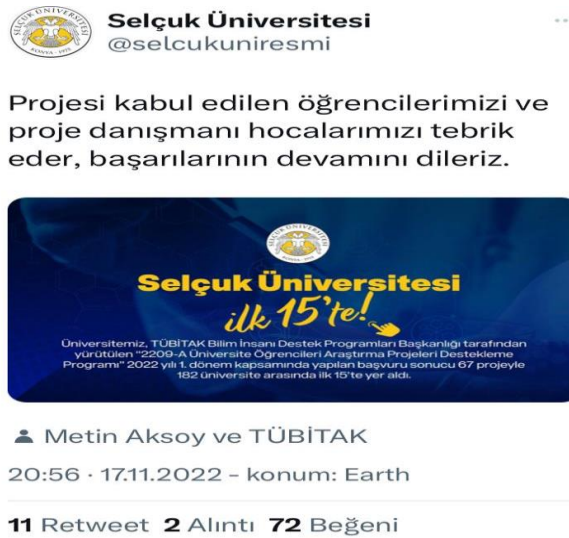 Selçuk Üniversitesi
@selcukuniresmi
Projesi kabul edilen öğrencilerimizi ve
proje danışmanı hocalarımızı tebrik
eder, başarılarının devamını dileriz.
Selçuk Üniversitesi
ilk 15'te!
Üniversitemiz, TÜBİTAK Bilim İnsanı Destek Programları Başkanlığı tarafından
yürütülen "2209-A Üniversite Öğrencileri Araştırma Projeleri Destekleme
Programı" 2022 yılı 1. dönem kapsamında yapılan başvuru sonucu 67 projeyle
182 üniversite arasında ilk 15'te yer aldı.
Metin Aksoy ve TÜBİTAK
20:56 · 17.11.2022 - konum: Earth
11 Retweet 2 Alıntı 72 Beğeni